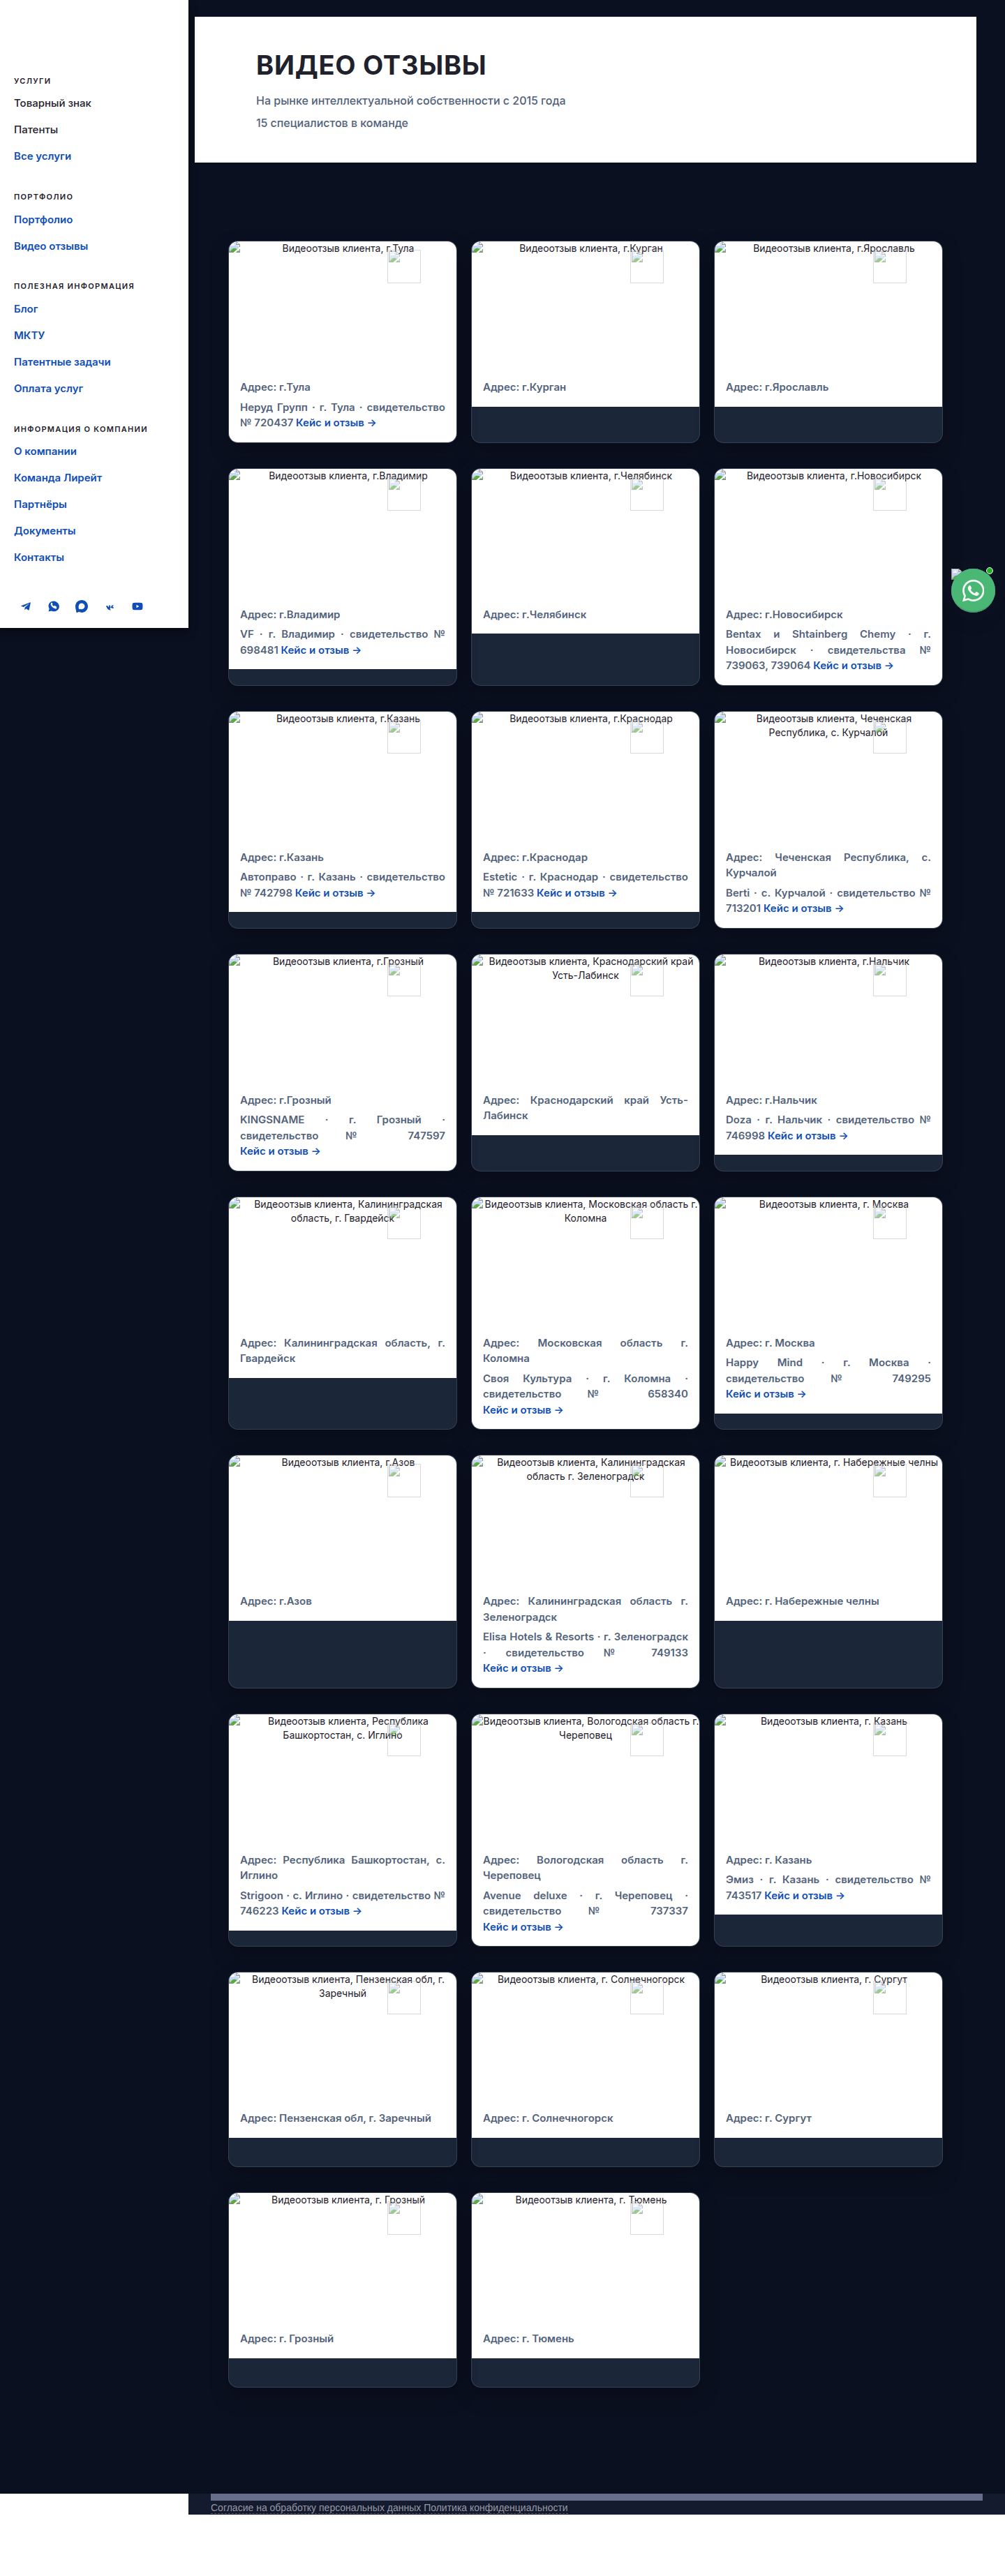 УСЛУГИ
Товарный знак
Патенты
Все услуги
ПОРТФОЛИО
Портфолио
Видео отзывы
ПОЛЕЗНАЯ ИНФОРМАЦИЯ
Блог
МКТУ
Патентные задачи
Оплата услуг
ИНФОРМАЦИЯ О КОМПАНИИ
О компании
Команда Лирейт
Партнёры
Документы
Контакты
ВИДЕО ОТЗЫВЫ
На рынке интеллектуальной собственности с 2015 года
15 специалистов в команде
Видеоотзыв клиента, г.Тула
Адрес: г.Тула
Неруд Групп · г. Тула · свидетельство
№ 720437 Кейс и отзыв →
Видеоотзыв клиента, г.Курган
Адрес: г.Курган
Видеоотзыв клиента, г.Ярославль
Адрес: г.Ярославль
Видеоотзыв клиента, г.Владимир
Адрес: г.Владимир
VF · г. Владимир · свидетельство №
698481 Кейс и отзыв →
Видеоотзыв клиента, г.Челябинск
Адрес: г.Челябинск
Видеоотзыв клиента, г.Новосибирск
Адрес: г.Новосибирск
Bentax и Shtainberg Chemy · г.
Новосибирск · свидетельства №
739063, 739064 Кейс и отзыв →
Видеоотзыв клиента, г.Казань
Адрес: г.Казань
Автоправо · г. Казань · свидетельство
№ 742798 Кейс и отзыв →
Видеоотзыв клиента, г.Краснодар
Адрес: г.Краснодар
Estetic · г. Краснодар · свидетельство
№ 721633 Кейс и отзыв →
Видеоотзыв клиента, Чеченская
Республика, с. Курчалой
Адрес: Чеченская Республика, с.
Курчалой
Berti · с. Курчалой · свидетельство №
713201 Кейс и отзыв →
Видеоотзыв клиента, г.Грозный
Адрес: г.Грозный
KINGSNAME · г. Грозный ·
свидетельство № 747597
Кейс и отзыв →
Видеоотзыв клиента, Краснодарский край
Усть-Лабинск
Адрес: Краснодарский край Усть-
Лабинск
Видеоотзыв клиента, г.Нальчик
Адрес: г.Нальчик
Doza · г. Нальчик · свидетельство №
746998 Кейс и отзыв →
Видеоотзыв клиента, Калининградская
область, г. Гвардейск
Адрес: Калининградская область, г.
Гвардейск
Видеоотзыв клиента, Московская область г.
Коломна
Адрес: Московская область г.
Коломна
Своя Культура · г. Коломна ·
свидетельство № 658340
Кейс и отзыв →
Видеоотзыв клиента, г. Москва
Адрес: г. Москва
Happy Mind · г. Москва ·
свидетельство № 749295
Кейс и отзыв →
Видеоотзыв клиента, г.Азов
Адрес: г.Азов
Видеоотзыв клиента, Калининградская
область г. Зеленоградск
Адрес: Калининградская область г.
Зеленоградск
Elisa Hotels & Resorts · г. Зеленоградск
· свидетельство № 749133
Кейс и отзыв →
Видеоотзыв клиента, г. Набережные челны
Адрес: г. Набережные челны
Видеоотзыв клиента, Республика
Башкортостан, с. Иглино
Адрес: Республика Башкортостан, с.
Иглино
Strigoon · с. Иглино · свидетельство №
746223 Кейс и отзыв →
Видеоотзыв клиента, Вологодская область г.
Череповец
Адрес: Вологодская область г.
Череповец
Avenue deluxe · г. Череповец ·
свидетельство № 737337
Кейс и отзыв →
Видеоотзыв клиента, г. Казань
Адрес: г. Казань
Эмиз · г. Казань · свидетельство №
743517 Кейс и отзыв →
Видеоотзыв клиента, Пензенская обл, г.
Заречный
Адрес: Пензенская обл, г. Заречный
Видеоотзыв клиента, г. Солнечногорск
Адрес: г. Солнечногорск
Видеоотзыв клиента, г. Сургут
Адрес: г. Сургут
Видеоотзыв клиента, г. Грозный
Адрес: г. Грозный
Видеоотзыв клиента, г. Тюмень
Адрес: г. Тюмень
Согласие на обработку персональных данных Политика конфиденциальности